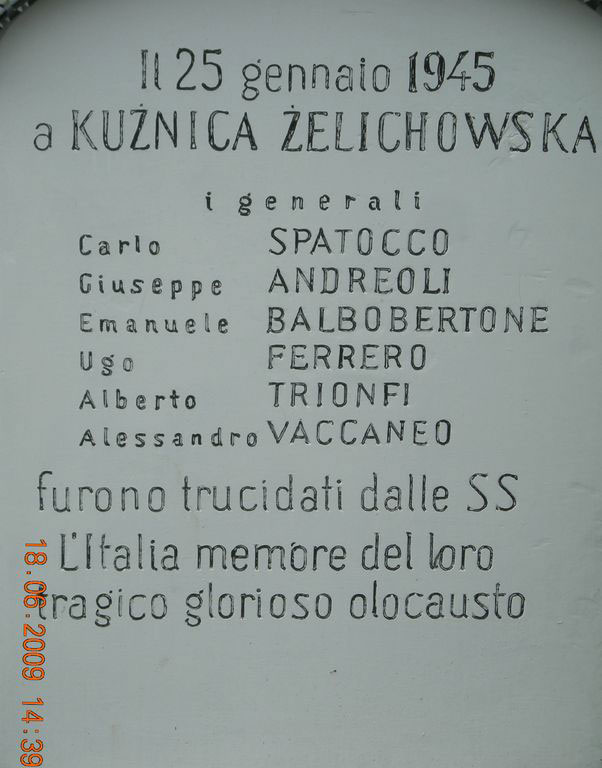 Il 25 gennaio 1945
a KUŹNICA ŻELICHOWSKA
i generali
Carlo SPATOCCO
Giuseppe ANDREOLI
Emanuele BALBOBERTONE
Ugo FERRERO
Alberto TRIONFI
Alessandro VACCANEO
furono trucidati dalle SS
L'Italia memore del loro
tragico glorioso olocausto
18.06.2009 14:39